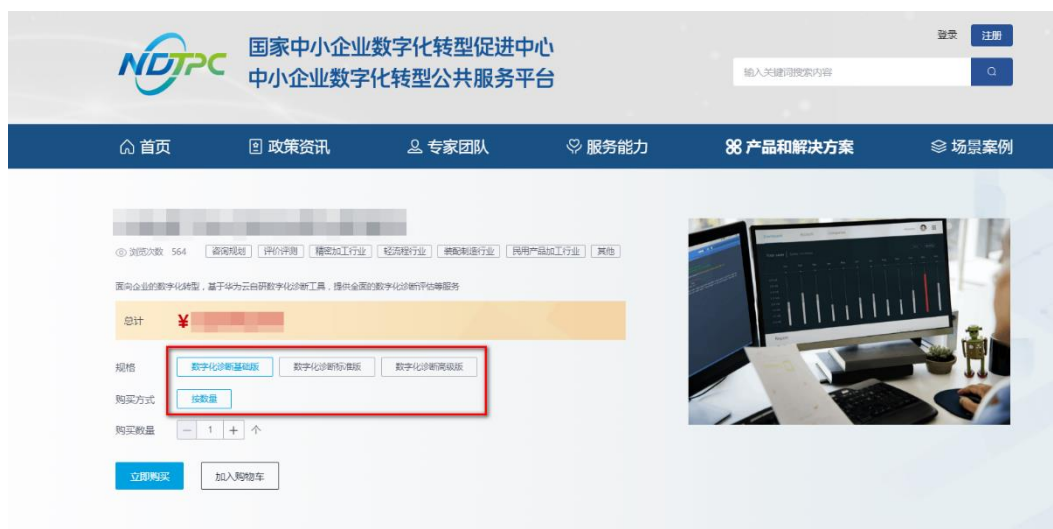 NDTPC
国家中小企业数字化转型促进中心
中小企业数字化转型公共服务平台
登录 注册
输入关键词搜索内容
首页 政策资讯 专家团队 服务能力 产品和解决方案 场景案例
浏览次数 564 咨询规划 评价评测 精密加工行业 轻流程行业 装配制造行业 民用产品加工行业 其他
面向企业的数字化转型，基于华为云自研数字化诊断工具，提供全面的数字化诊断评估等服务
总计 ¥
规格 数字化诊断基础版 数字化诊断标准版 数字化诊断高级版
购买方式 按数量
购买数量 — 1 + 个
立即购买 加入购物车